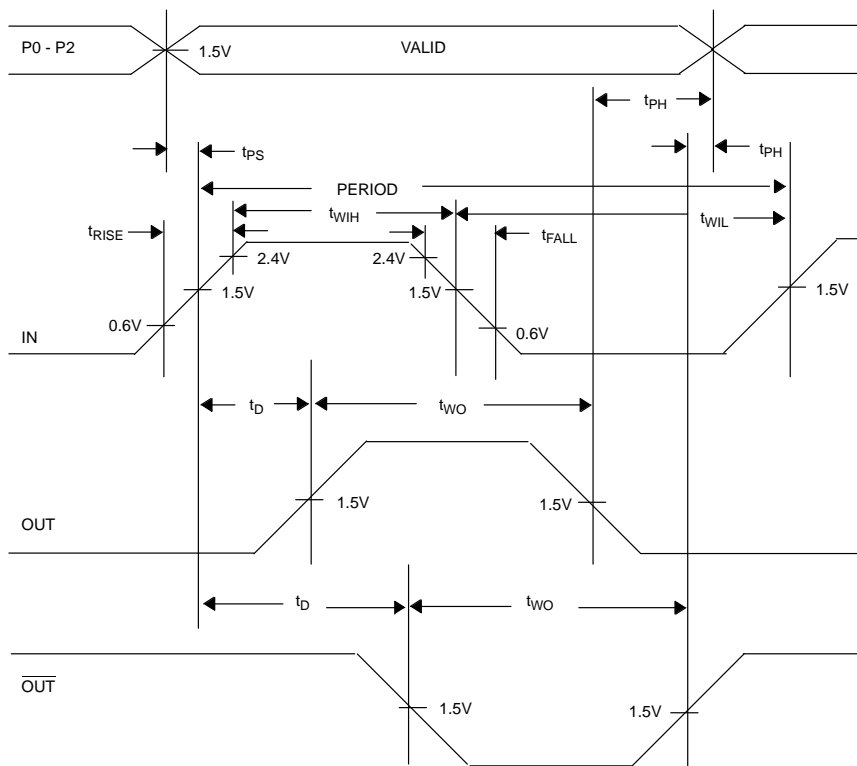 P0 - P2
1.5V
VALID
tPH
tPS
tPH
PERIOD
tRISE
tWIH
tWIL
tFALL
2.4V
2.4V
1.5V
1.5V
1.5V
0.6V
0.6V
IN
tD
tWO
1.5V
1.5V
OUT
tD
tWO
OUT
1.5V
1.5V